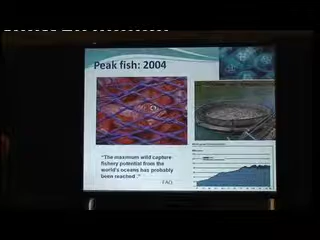 Peak fish: 2004
"The maximum wild capture
fishery potential from the
world's oceans has probably
been reached."
FAO